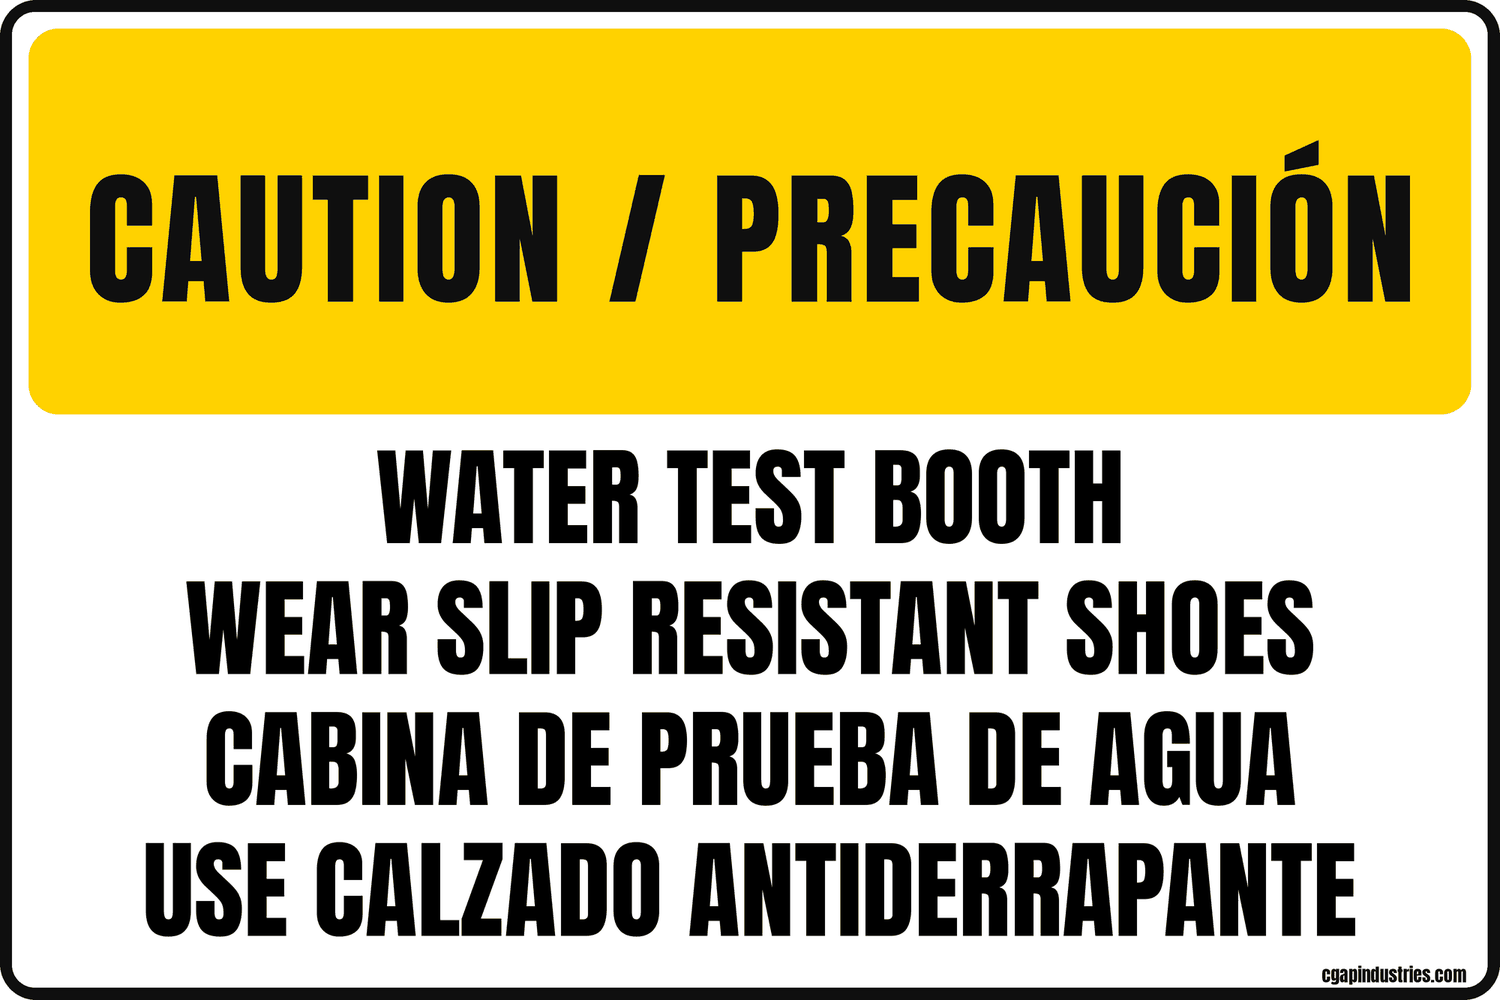 CAUTION / PRECAUCIÓN
WATER TEST BOOTH
WEAR SLIP RESISTANT SHOES
CABINA DE PRUEBA DE AGUA
USE CALZADO ANTIDERRAPANTE
cgapindustries.com